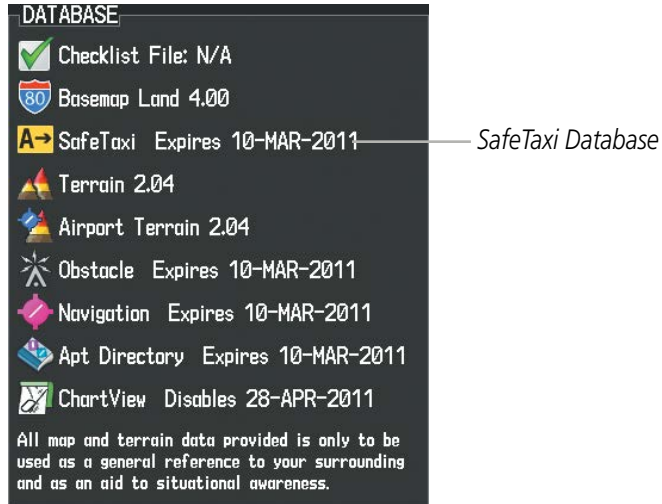 DATABASE
Checklist File: N/A
80 Basemap Land 4.00
A→ SafeTaxi Expires 10-MAR-2011
SafeTaxi Database
Terrain 2.04
Airport Terrain 2.04
Obstacle Expires 10-MAR-2011
Navigation Expires 10-MAR-2011
Apt Directory Expires 10-MAR-2011
ChartView Disables 28-APR-2011
All map and terrain data provided is only to be
used as a general reference to your surrounding
and as an aid to situational awareness.